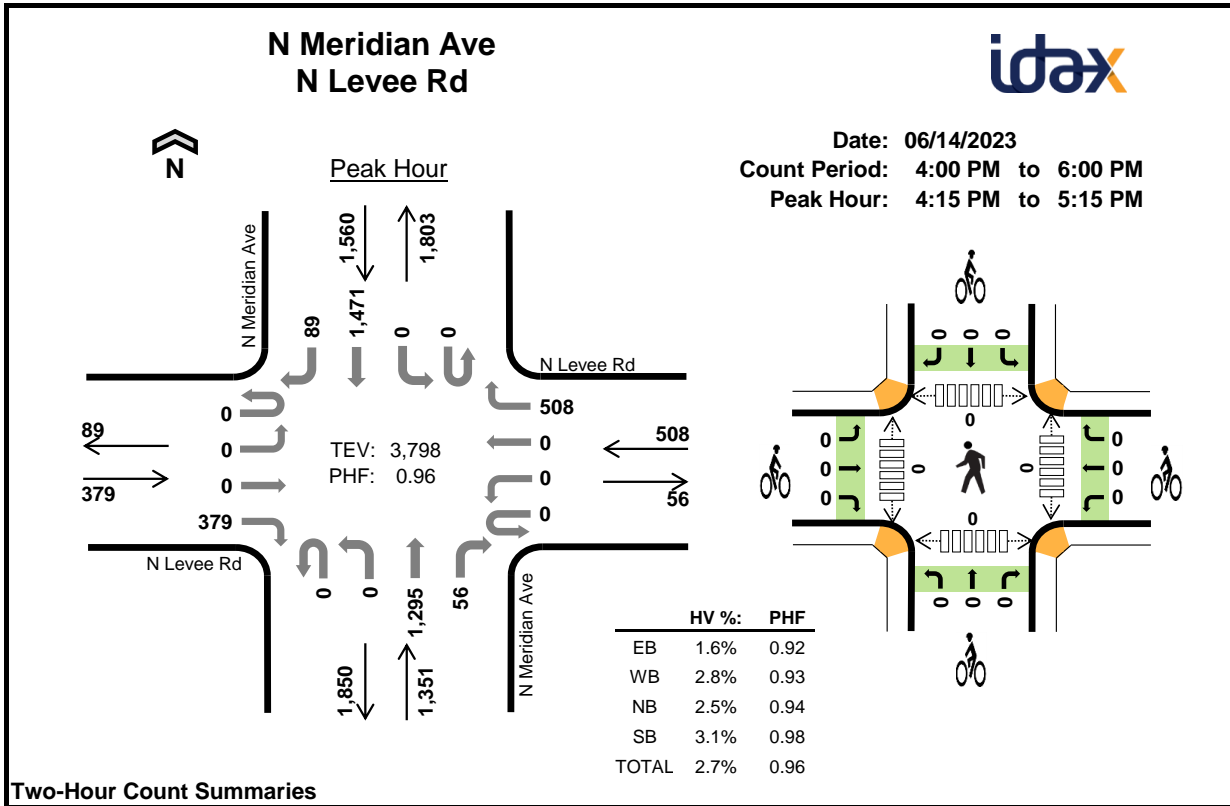 N Meridian Ave
N Levee Rd
idax
N
Peak Hour
Date: 06/14/2023
Count Period: 4:00 PM to 6:00 PM
Peak Hour: 4:15 PM to 5:15 PM
1,560
1,803
N Meridian Ave
89
1,471
0
0
N Levee Rd
0
508
89
0
TEV: 3,798
0
508
379
0
PHF: 0.96
0
56
379
0
N Levee Rd
0
0
1,295
56
1,850
1,351
N Meridian Ave
0 0 0
0
0
0
0
0
0
0
0
0
0
0 0 0
HV %: PHF
EB 1.6% 0.92
WB 2.8% 0.93
NB 2.5% 0.94
SB 3.1% 0.98
TOTAL 2.7% 0.96
Two-Hour Count Summaries